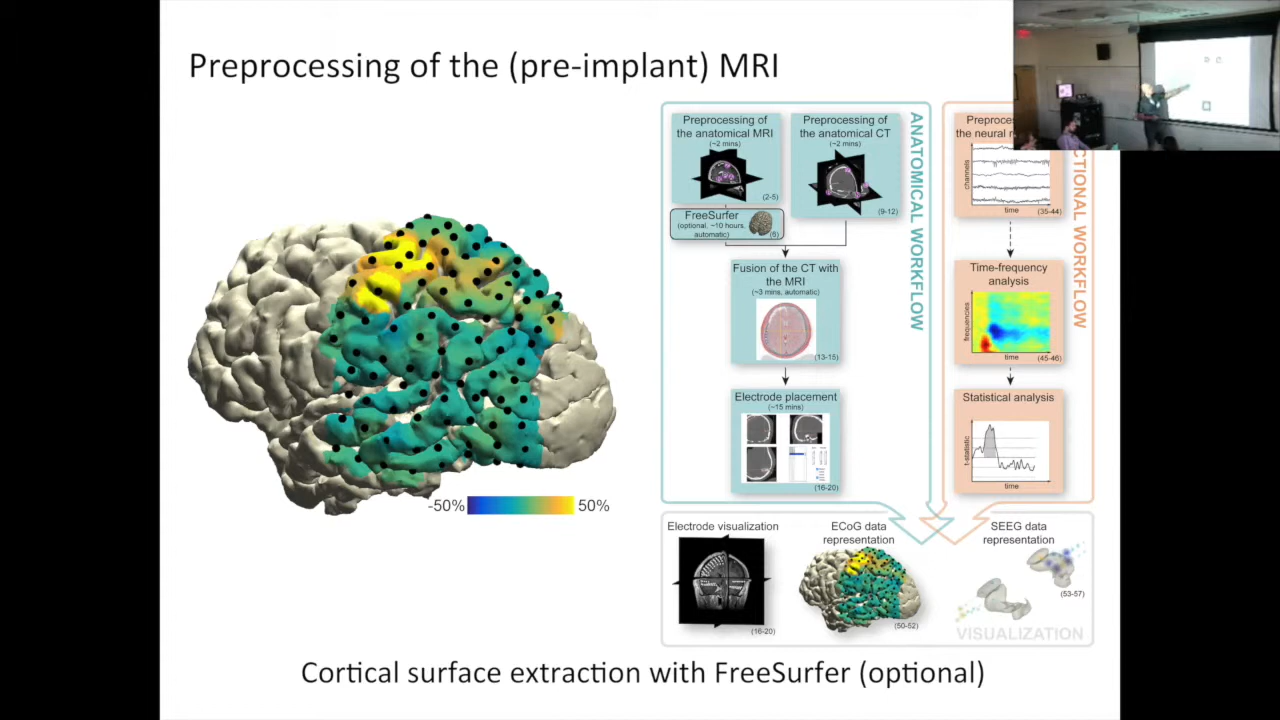 Preprocessing of the (pre-implant) MRI
-50%
50%
Preprocessing of
the anatomical MRI
(~2 mins)
(2-5)
FreeSurfer
(optional, ~10 hours,
automatic)
(6)
Preprocessing of
the anatomical CT
(~2 mins)
(9-12)
Fusion of the CT with
the MRI
(~3 mins, automatic)
(13-15)
Electrode placement
(~15 mins)
(16-20)
ANATOMICAL WORKFLOW
the neural
channels
time
(35-44)
Time-frequency
analysis
frequencies
time
(45-46)
Statistical analysis
t-statistic
time
WORKFLOW
Electrode visualization
(16-20)
ECoG data
representation
(50-52)
SEEG data
representation
(53-57)
VISUALIZATION
Cortical surface extraction with FreeSurfer (optional)